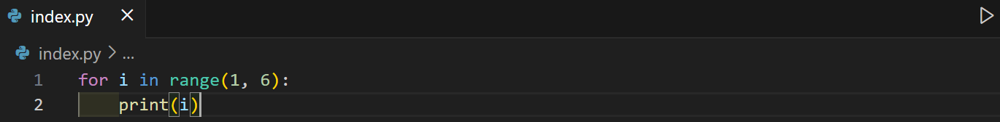 index.py
index.py > ...
1 for i in range(1, 6):
2     print(i)